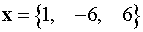 x = {1, −6, 6}